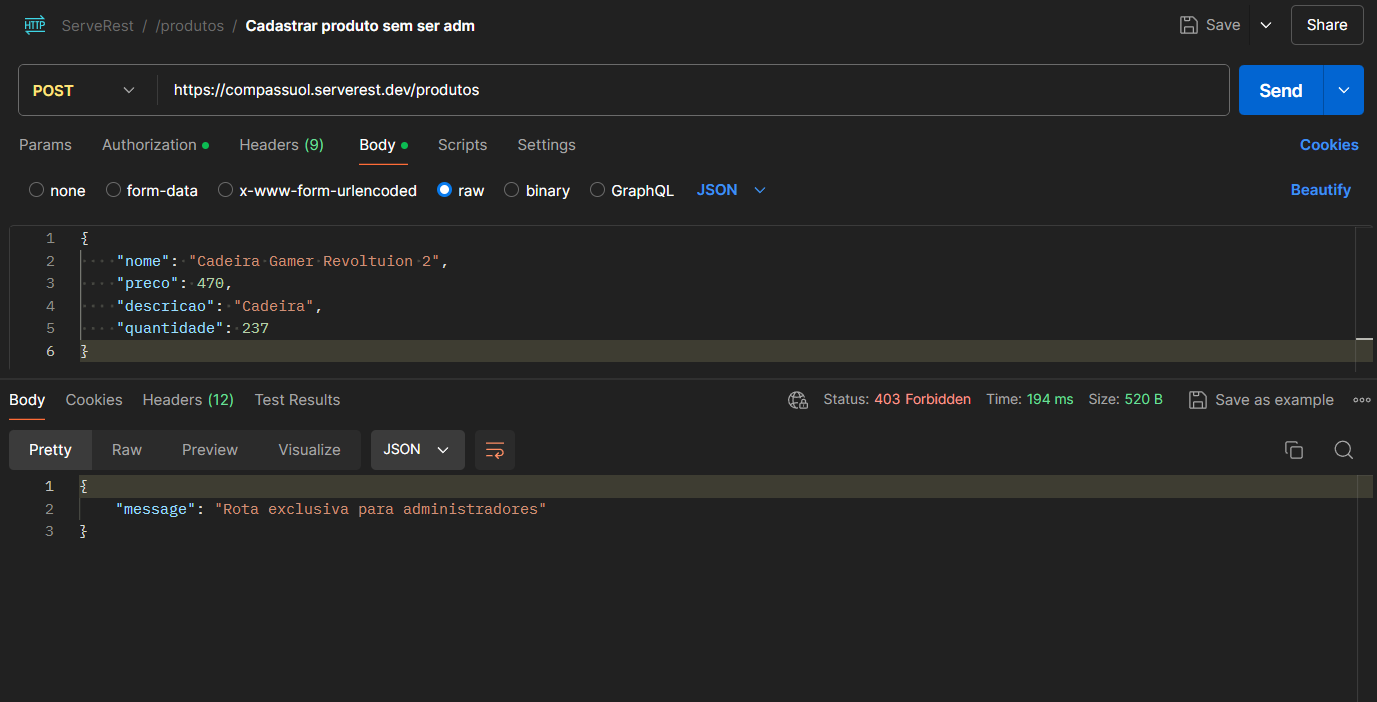 HTTP ServeRest / /produtos / Cadastrar produto sem ser adm Save Share
POST https://compassuol.serverest.dev/produtos Send
Params Authorization Headers (9) Body Scripts Settings Cookies
none form-data x-www-form-urlencoded raw binary GraphQL JSON Beautify
1 {
2 "nome": "Cadeira Gamer Revoltuion 2",
3 "preco": 470,
4 "descricao": "Cadeira",
5 "quantidade": 237
6 }
Body Cookies Headers (12) Test Results Status: 403 Forbidden Time: 194 ms Size: 520 B Save as example
Pretty Raw Preview Visualize JSON
1 {
2 "message": "Rota exclusiva para administradores"
3 }